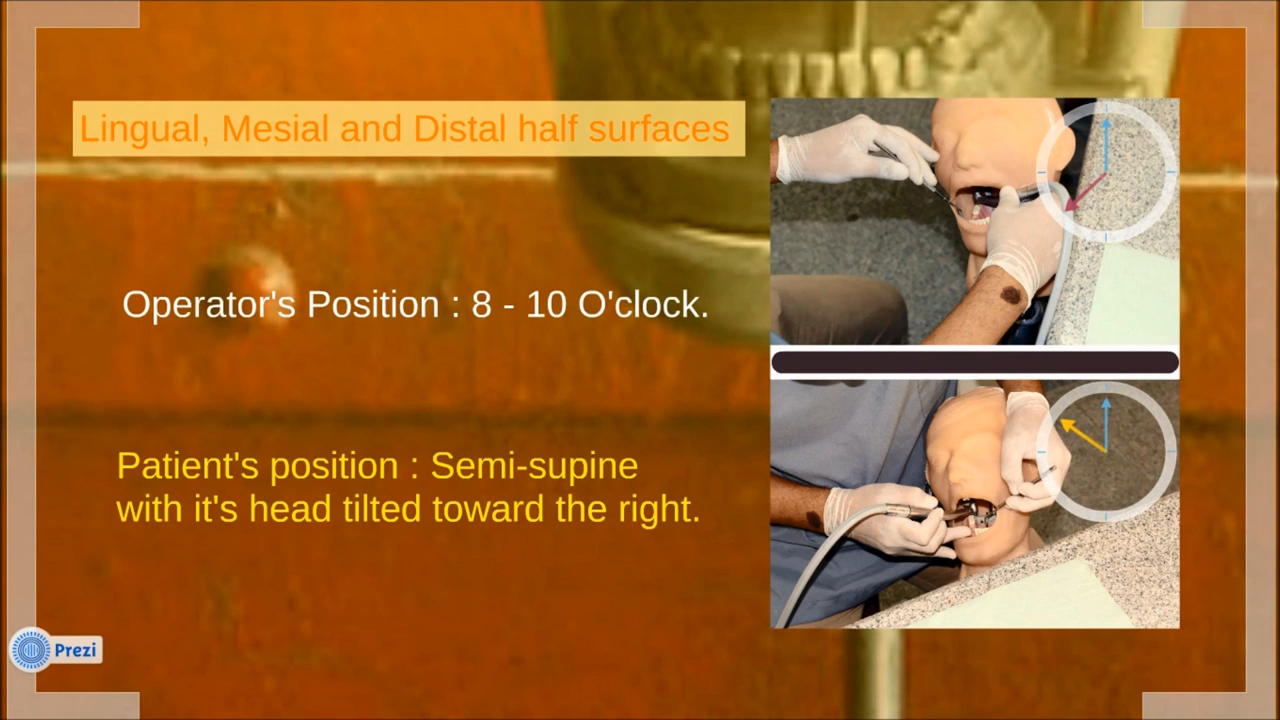 Lingual, Mesial and Distal half surfaces
Operator's Position : 8 - 10 O'clock.
Patient's position : Semi-supine
with it's head tilted toward the right.
Prezi